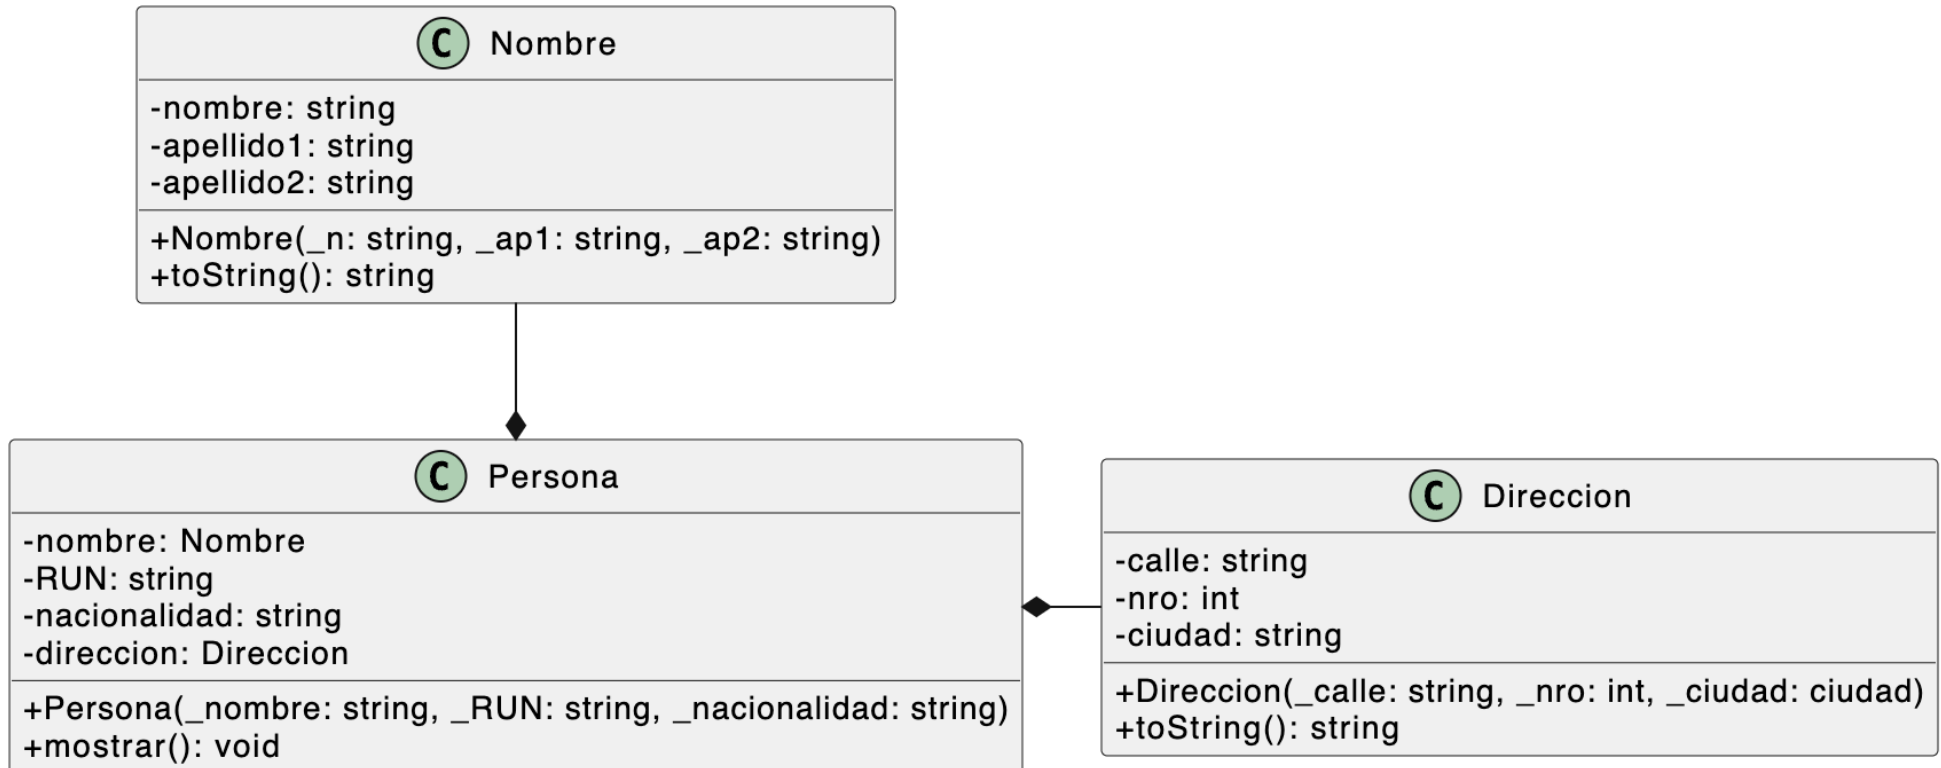 C Nombre
-nombre: string
-apellido1: string
-apellido2: string
+Nombre(_n: string, _ap1: string, _ap2: string)
+toString(): string
C Persona
-nombre: Nombre
-RUN: string
-nacionalidad: string
-direccion: Direccion
+Persona(_nombre: string, _RUN: string, _nacionalidad: string)
+mostrar(): void
C Direccion
-calle: string
-nro: int
-ciudad: string
+Direccion(_calle: string, _nro: int, _ciudad: ciudad)
+toString(): string